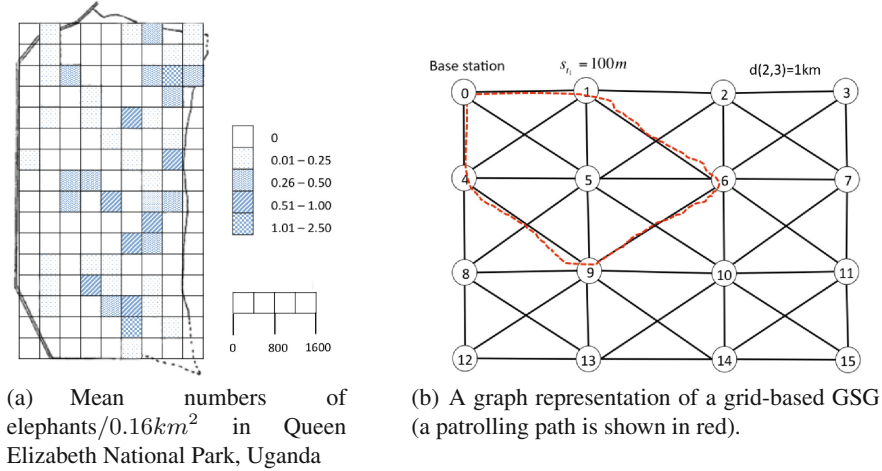 0
0.01 – 0.25
0.26 – 0.50
0.51 – 1.00
1.01 – 2.50
0 800 1600
(a) Mean numbers of
elephants/0.16km²  in Queen
Elizabeth National Park, Uganda
Base station
s_{t_1} = 100m
d(2,3)=1km
0 1 2 3
4 5 6 7
8 9 10 11
12 13 14 15
(b) A graph representation of a grid-based GSG
(a patrolling path is shown in red).